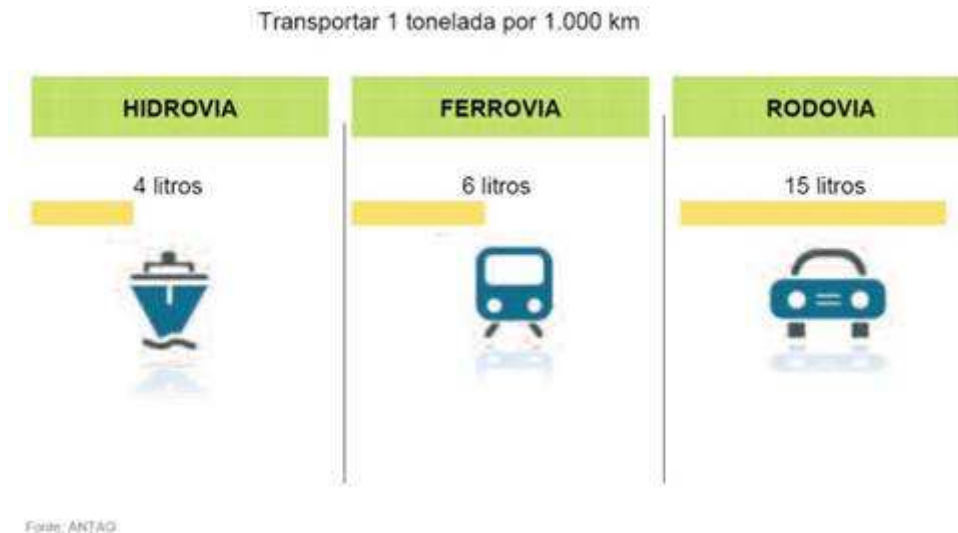 Transportar 1 tonelada por 1.000 km
HIDROVIA
FERROVIA
RODOVIA
4 litros
6 litros
15 litros
Fonte: ANTAQ